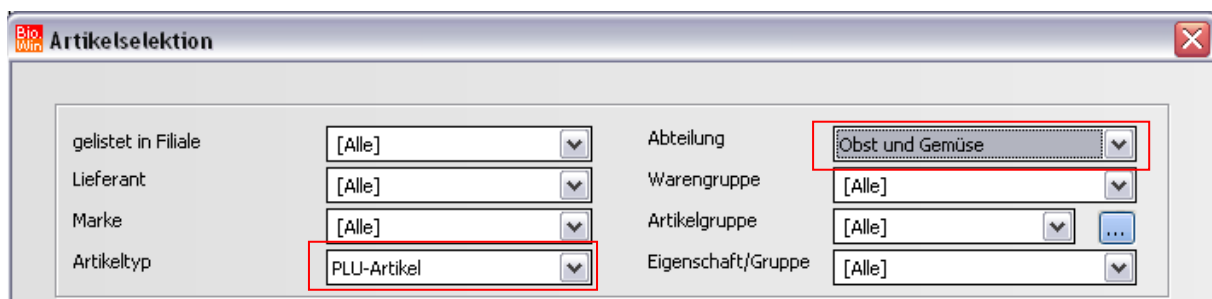 Bio. Win Artikelselektion
gelistet in Filiale [Alle] Abteilung Obst und Gemüse
Lieferant [Alle] Warengruppe [Alle]
Marke [Alle] Artikelgruppe [Alle] ...
Artikeltyp PLU-Artikel Eigenschaft/Gruppe [Alle]